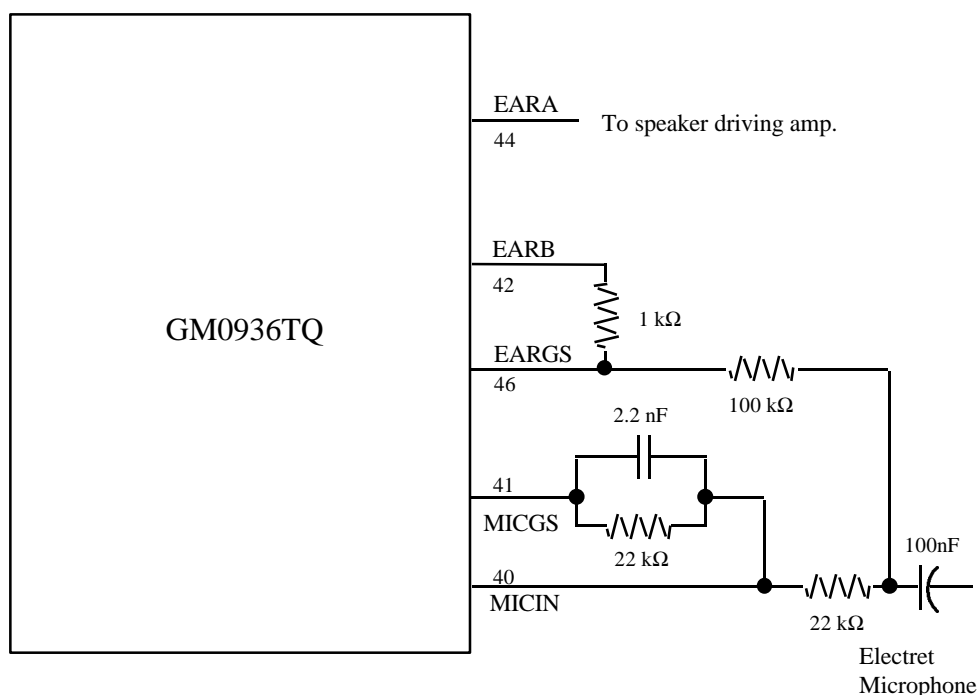 EARA
44
To speaker driving amp.
EARB
42
1 kΩ
GM0936TQ
EARGS
46
100 kΩ
2.2 nF
41
MICGS
22 kΩ
100nF
40
MICIN
22 kΩ
Electret
Microphone